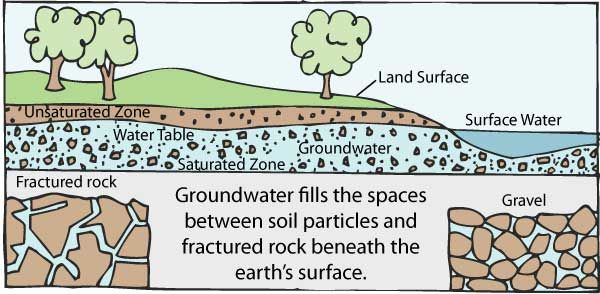 Land Surface
Unsaturated Zone
Surface Water
Water Table
Groundwater
Saturated Zone
Fractured rock
Groundwater fills the spaces
between soil particles and
fractured rock beneath the
earth's surface.
Gravel